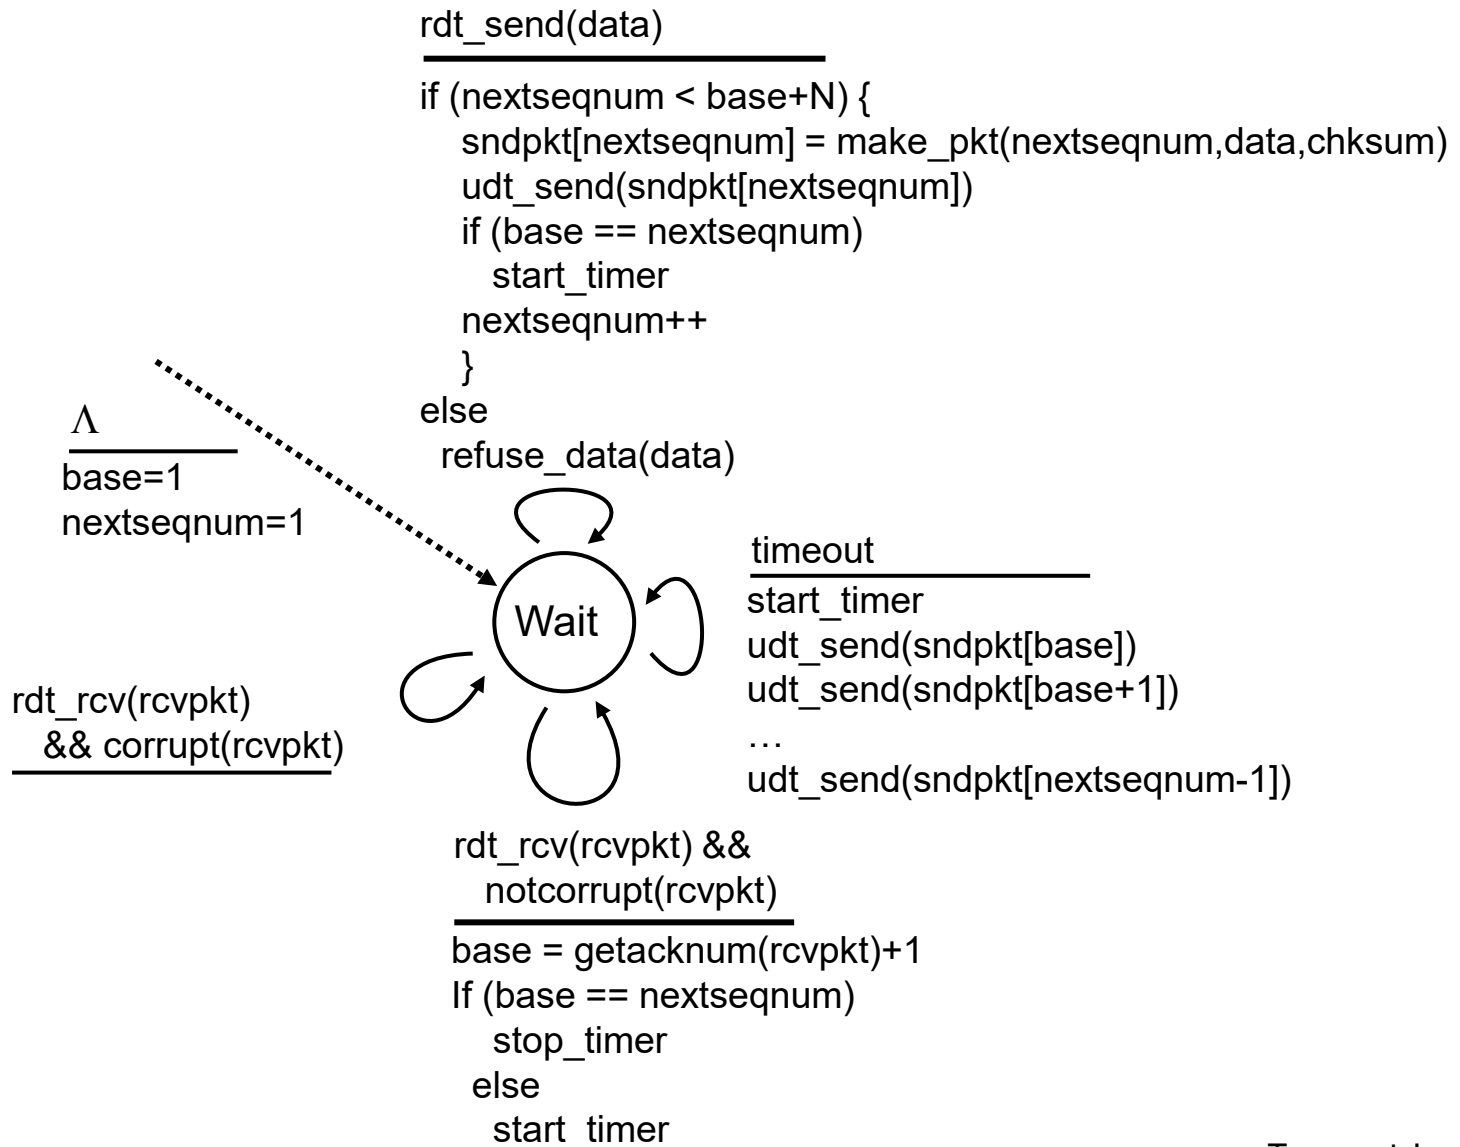 rdt_send(data)
if (nextseqnum < base+N) {
sndpkt[nextseqnum] = make_pkt(nextseqnum,data,chksum)
udt_send(sndpkt[nextseqnum])
if (base == nextseqnum)
start_timer
nextseqnum++
}
else
refuse_data(data)
Λ
base=1
nextseqnum=1
Wait
timeout
start_timer
udt_send(sndpkt[base])
udt_send(sndpkt[base+1])
…
udt_send(sndpkt[nextseqnum-1])
rdt_rcv(rcvpkt)
&& corrupt(rcvpkt)
rdt_rcv(rcvpkt) &&
notcorrupt(rcvpkt)
base = getacknum(rcvpkt)+1
If (base == nextseqnum)
stop_timer
else
start_timer